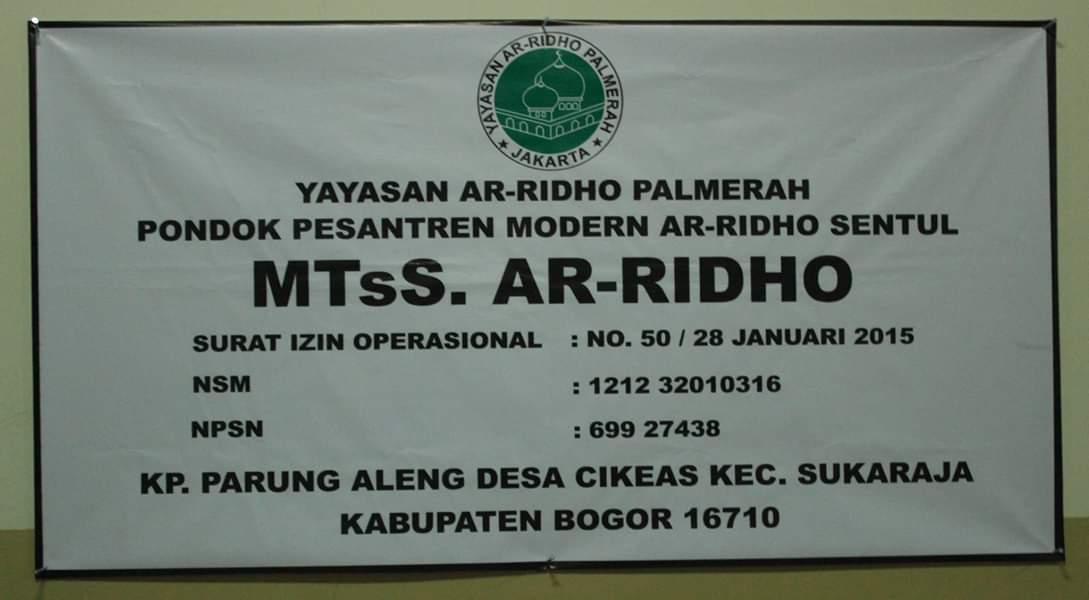 YAYASAN AR-RIDHO PALMERAH
★ JAKARTA ★
YAYASAN AR-RIDHO PALMERAH
PONDOK PESANTREN MODERN AR-RIDHO SENTUL
MTsS. AR-RIDHO
SURAT IZIN OPERASIONAL : NO. 50 / 28 JANUARI 2015
NSM : 1212 32010316
NPSN : 699 27438
KP. PARUNG ALENG DESA CIKEAS KEC. SUKARAJA
KABUPATEN BOGOR 16710